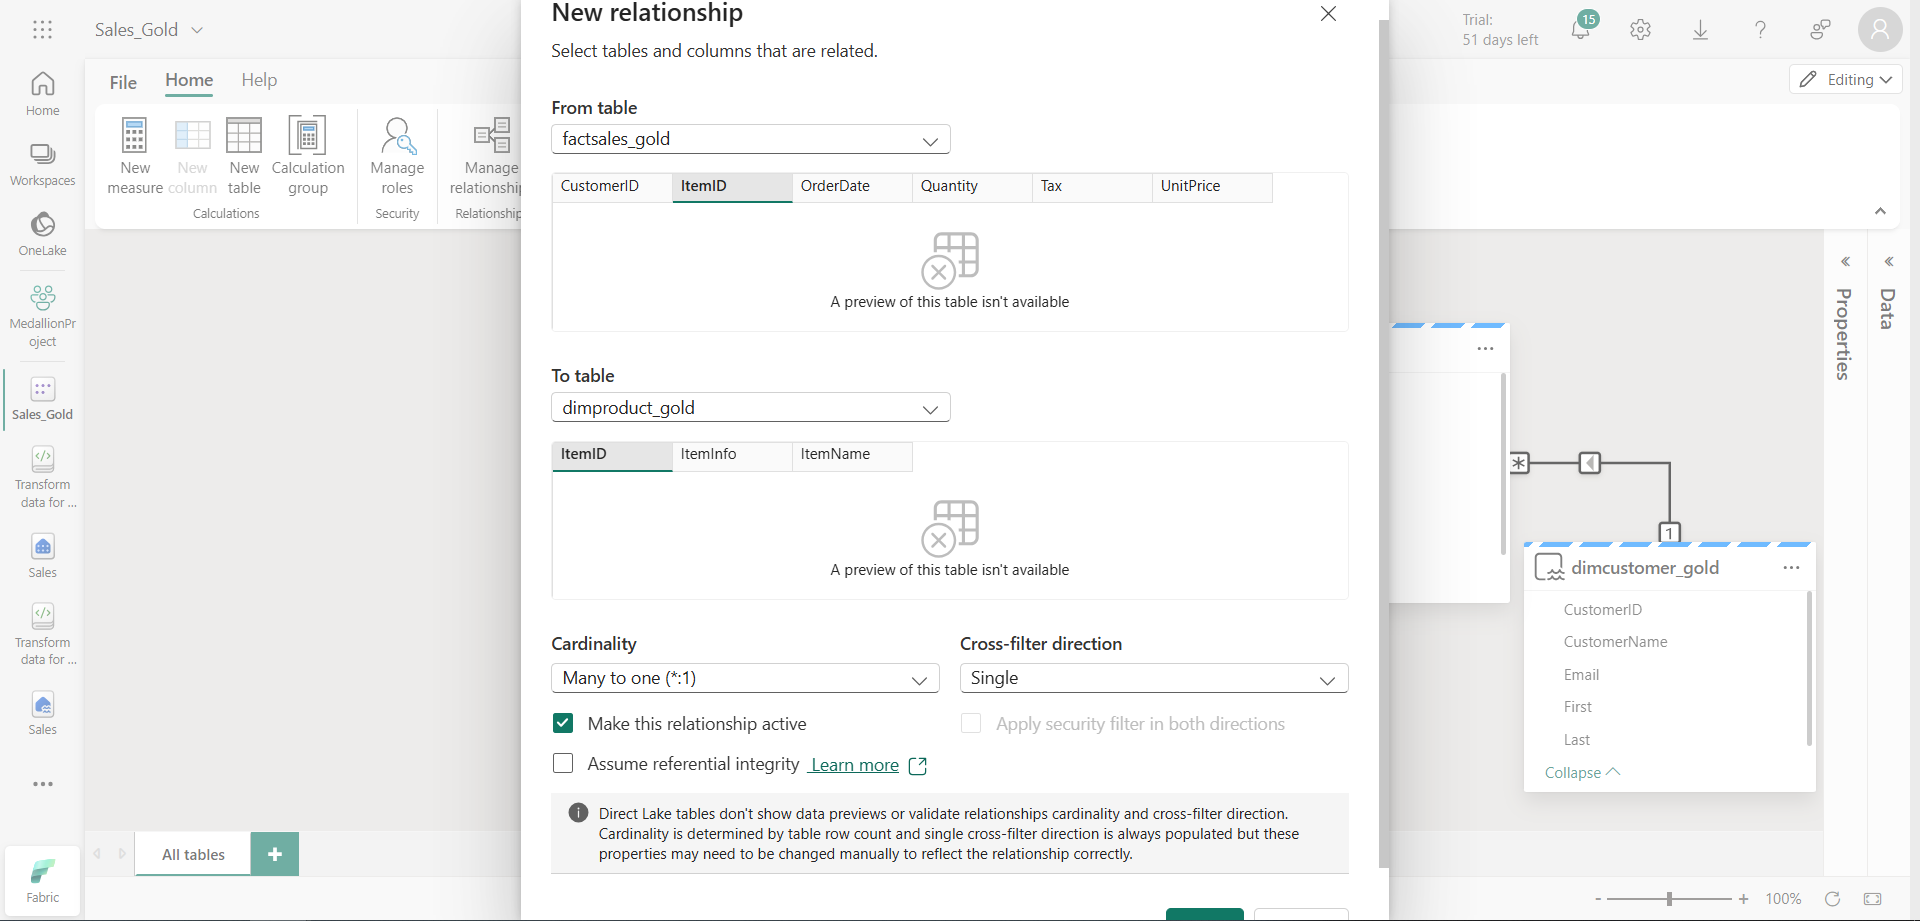 Sales_Gold
Trial:
51 days left
15
Home
Workspaces
OneLake
MedallionPr
oject
Sales_Gold
Transform
data for ...
Sales
Transform
data for ...
Sales
Fabric
File
Home
Help
Editing
New
measure
New
column
New
table
Calculation
group
Calculations
Manage
roles
Security
Manage
relationship
Relationship
New relationship
Select tables and columns that are related.
From table
factsales_gold
CustomerID
ItemID
OrderDate
Quantity
Tax
UnitPrice
A preview of this table isn't available
To table
dimproduct_gold
ItemID
ItemInfo
ItemName
A preview of this table isn't available
Cardinality
Many to one (*:1)
Cross-filter direction
Single
Make this relationship active
Apply security filter in both directions
Assume referential integrity Learn more
Direct Lake tables don't show data previews or validate relationships cardinality and cross-filter direction.
Cardinality is determined by table row count and single cross-filter direction is always populated but these
properties may need to be changed manually to reflect the relationship correctly.
Properties
Data
*
1
dimcustomer_gold
CustomerID
CustomerName
Email
First
Last
Collapse
All tables
+
- + 100%